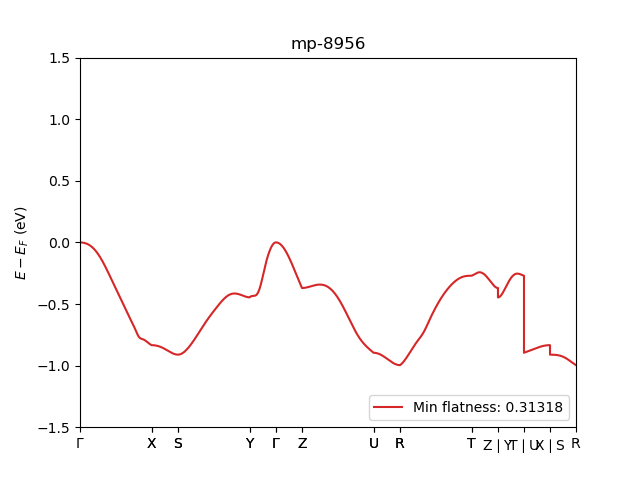 mp-8956
E − E_F (eV)
1.5
1.0
0.5
0.0
−0.5
−1.0
−1.5
Min flatness: 0.31318
Γ X S Y Γ Z U R T Z | Y T | U X | S R